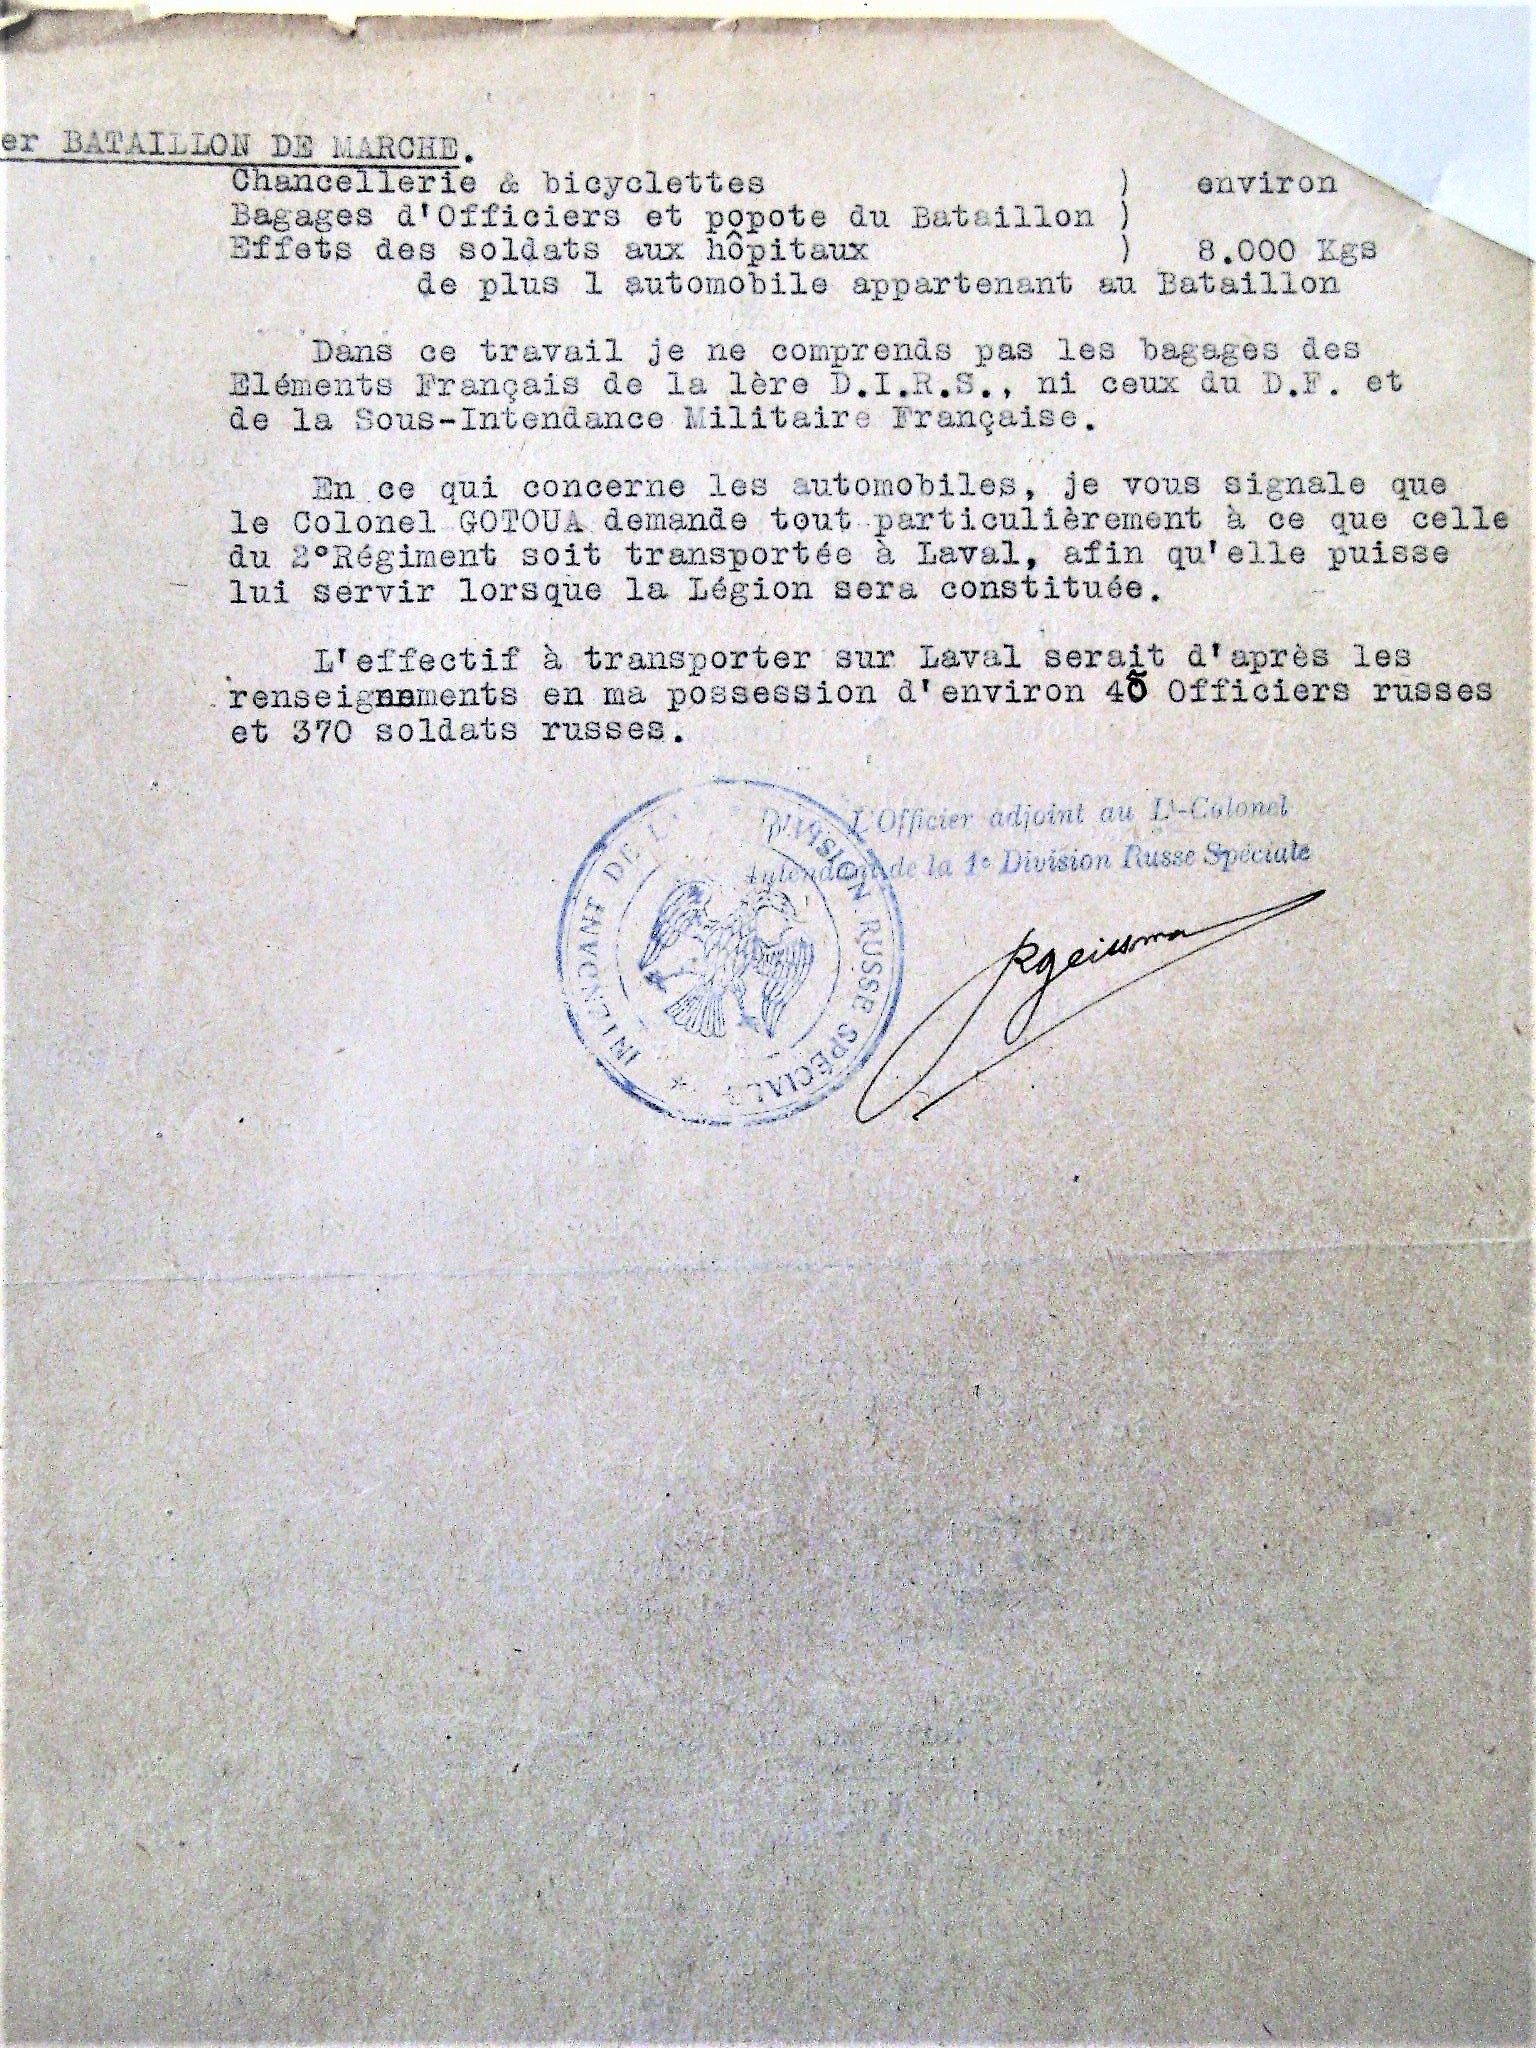 er BATAILLON DE MARCHE.
Chancellerie & bicyclettes ) environ
Bagages d'Officiers et popote du Bataillon )
Effets des soldats aux hôpitaux ) 8.000 Kgs
de plus 1 automobile appartenant au Bataillon
Dans ce travail je ne comprends pas les bagages des
Eléments Français de la 1ère D.I.R.S., ni ceux du D.F. et
de la Sous-Intendance Militaire Française.
En ce qui concerne les automobiles, je vous signale que
le Colonel GOTOUA demande tout particulièrement à ce que celle
du 2°Régiment soit transportée à Laval, afin qu'elle puisse
lui servir lorsque la Légion sera constituée.
L'effectif à transporter sur Laval serait d'après les
renseignements en ma possession d'environ Officiers russes
et 370 soldats russes.
L'Officier adjoint au Lt-Colonel
Intendant de la 1e Division Russe Spéciale
INTENDANT DE L DIVISION RUSSE SPÉCIALE